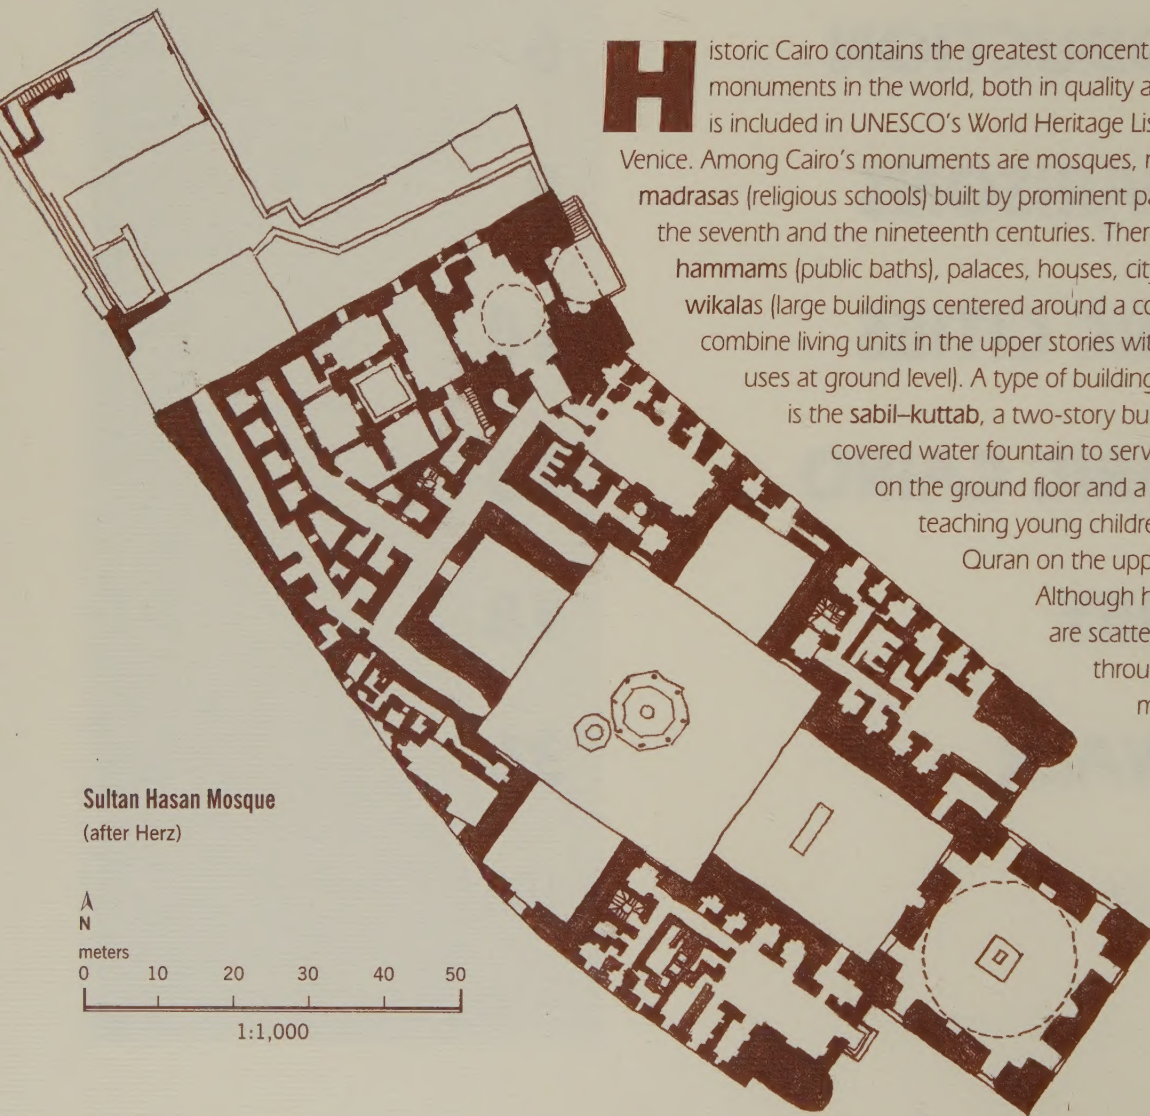 Historic Cairo contains the greatest concent
monuments in the world, both in quality a
is included in UNESCO's World Heritage Lis
Venice. Among Cairo's monuments are mosques,
madrasas (religious schools) built by prominent pa
the seventh and the nineteenth centuries. Ther
hammams (public baths), palaces, houses, city
wikalas (large buildings centered around a co
combine living units in the upper stories wit
uses at ground level). A type of building
is the sabil–kuttab, a two-story bu
covered water fountain to serv
on the ground floor and a
teaching young childre
Quran on the upp
Although h
are scatte
throu
m
Sultan Hasan Mosque
(after Herz)
N
meters
0 10 20 30 40 50
1:1,000